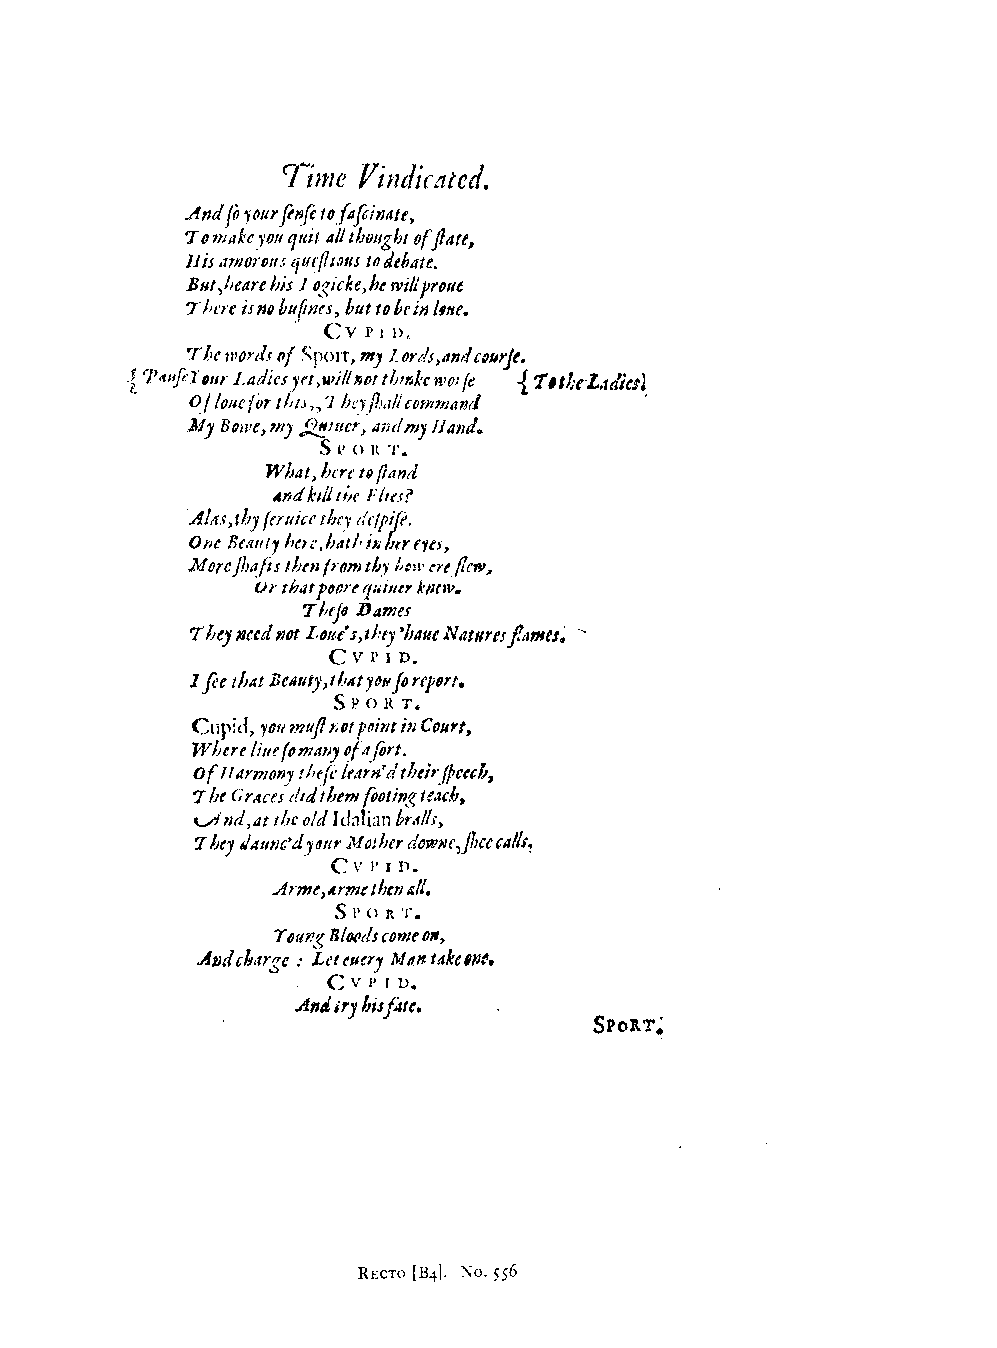 Time Vindicated.
And ſo your ſenſe to faſcinate,
To make you quit all thought of ſtate,
His amorous queſtions to debate.
But, heare his Logicke, he will proue
There is no buſines, but to be in loue.
CVPID.
The words of Sport, my Lords, and courſe.
{Pauſe Your Ladies yet, will not thinke worſe {To the Ladies}
Of loue for this,, They ſhall command
My Bowe, my Quiuer, and my Hand.
SPORT.
What, here to ſtand
and kill the Flies?
Alas, thy ſeruice they deſpiſe.
One Beauty here, hath in her eyes,
More ſhafts then from thy bow ere flew,
Or that poore quiuer knew.
Theſe Dames
They need not Loue's, they 'haue Natures flames.
CVPID.
I ſee that Beauty, that you ſo report.
SPORT.
Cupid, you muſt not point in Court,
Where liue ſo many of a ſort.
Of Harmony theſe learn'd their ſpeech,
The Graces did them footing teach,
And, at the old Idalian bralls,
They daunc'd your Mother downe, ſhee calls.
CVPID.
Arme, arme then all.
SPORT.
Young Bloods come on,
And charge : Let euery Man take one.
CVPID.
And try his fate.
SPORT.
RECTO [B4]. No. 556